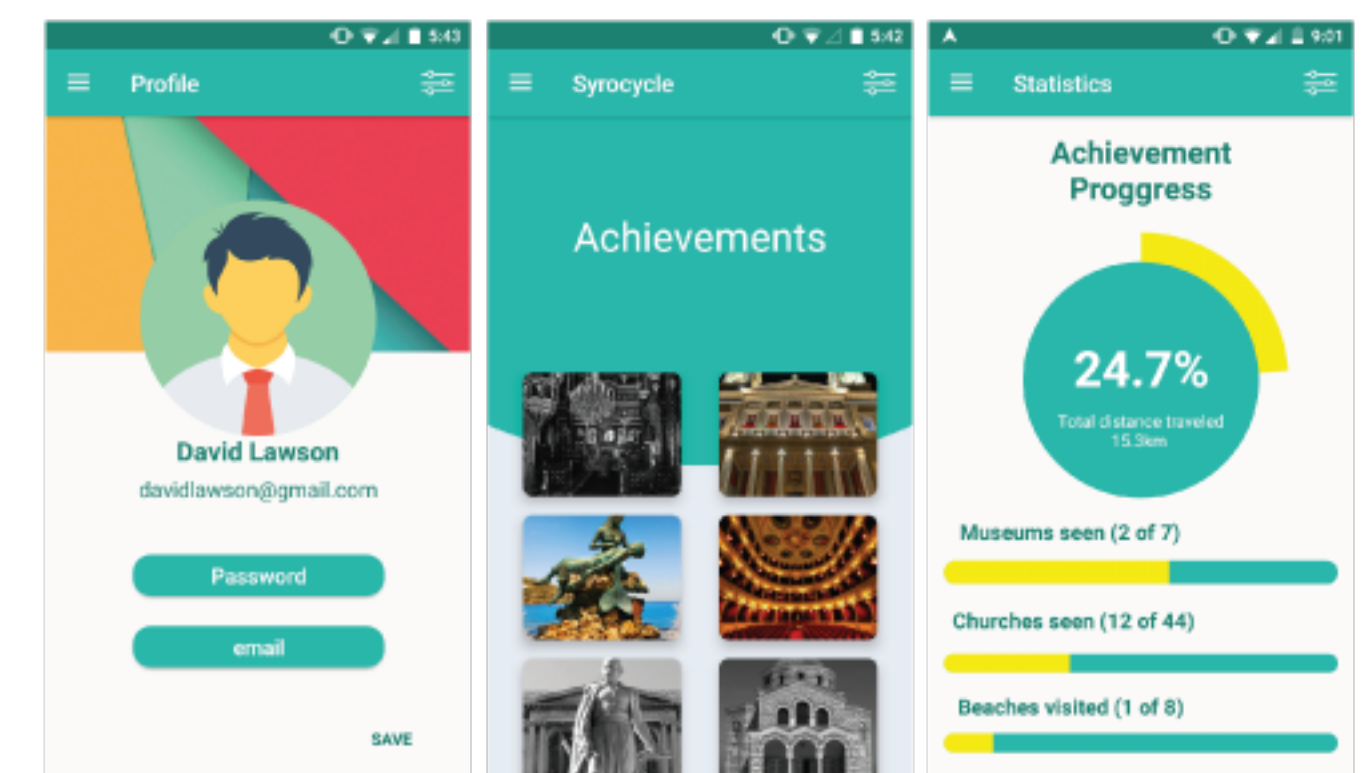 5:43
Profile
David Lawson
davidlawson@gmail.com
Password
email
SAVE
5:42
Syrocycle
Achievements
9:01
Statistics
Achievement
Proggress
24.7%
Total distance traveled
15.3km
Museums seen (2 of 7)
Churches seen (12 of 44)
Beaches visited (1 of 8)